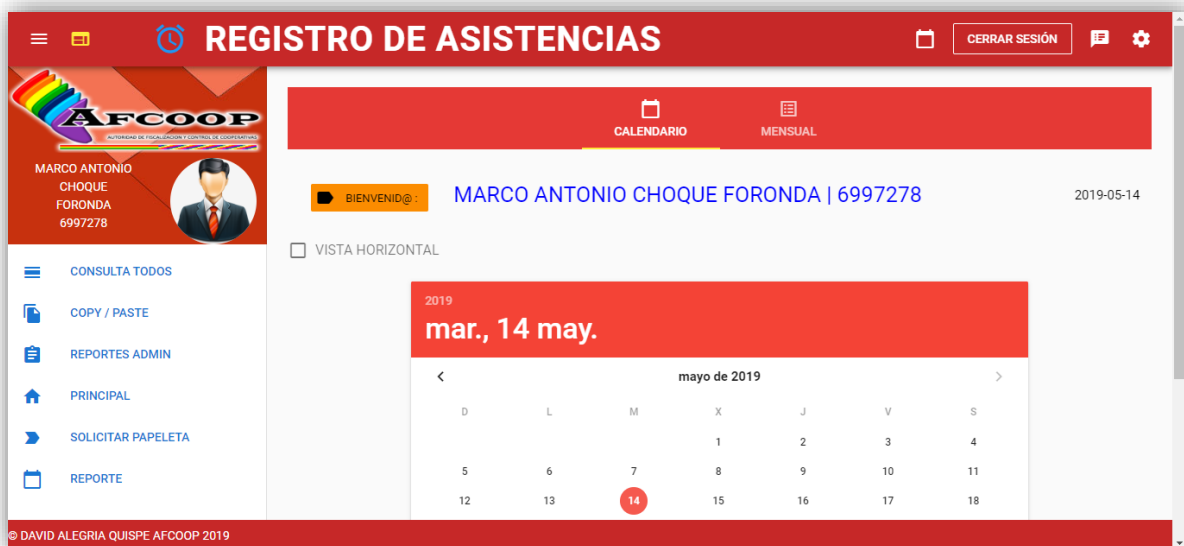 REGISTRO DE ASISTENCIAS
CERRAR SESIÓN
AFCOOP
AUTORIDAD DE FISCALIZACION Y CONTROL DE COOPERATIVAS
MARCO ANTONIO
CHOQUE
FORONDA
6997278
CONSULTA TODOS
COPY / PASTE
REPORTES ADMIN
PRINCIPAL
SOLICITAR PAPELETA
REPORTE
CALENDARIO MENSUAL
BIENVENID@ : MARCO ANTONIO CHOQUE FORONDA | 6997278 2019-05-14
VISTA HORIZONTAL
2019
mar., 14 may.
mayo de 2019
D L M X J V S
1 2 3 4
5 6 7 8 9 10 11
12 13 14 15 16 17 18
© DAVID ALEGRIA QUISPE AFCOOP 2019